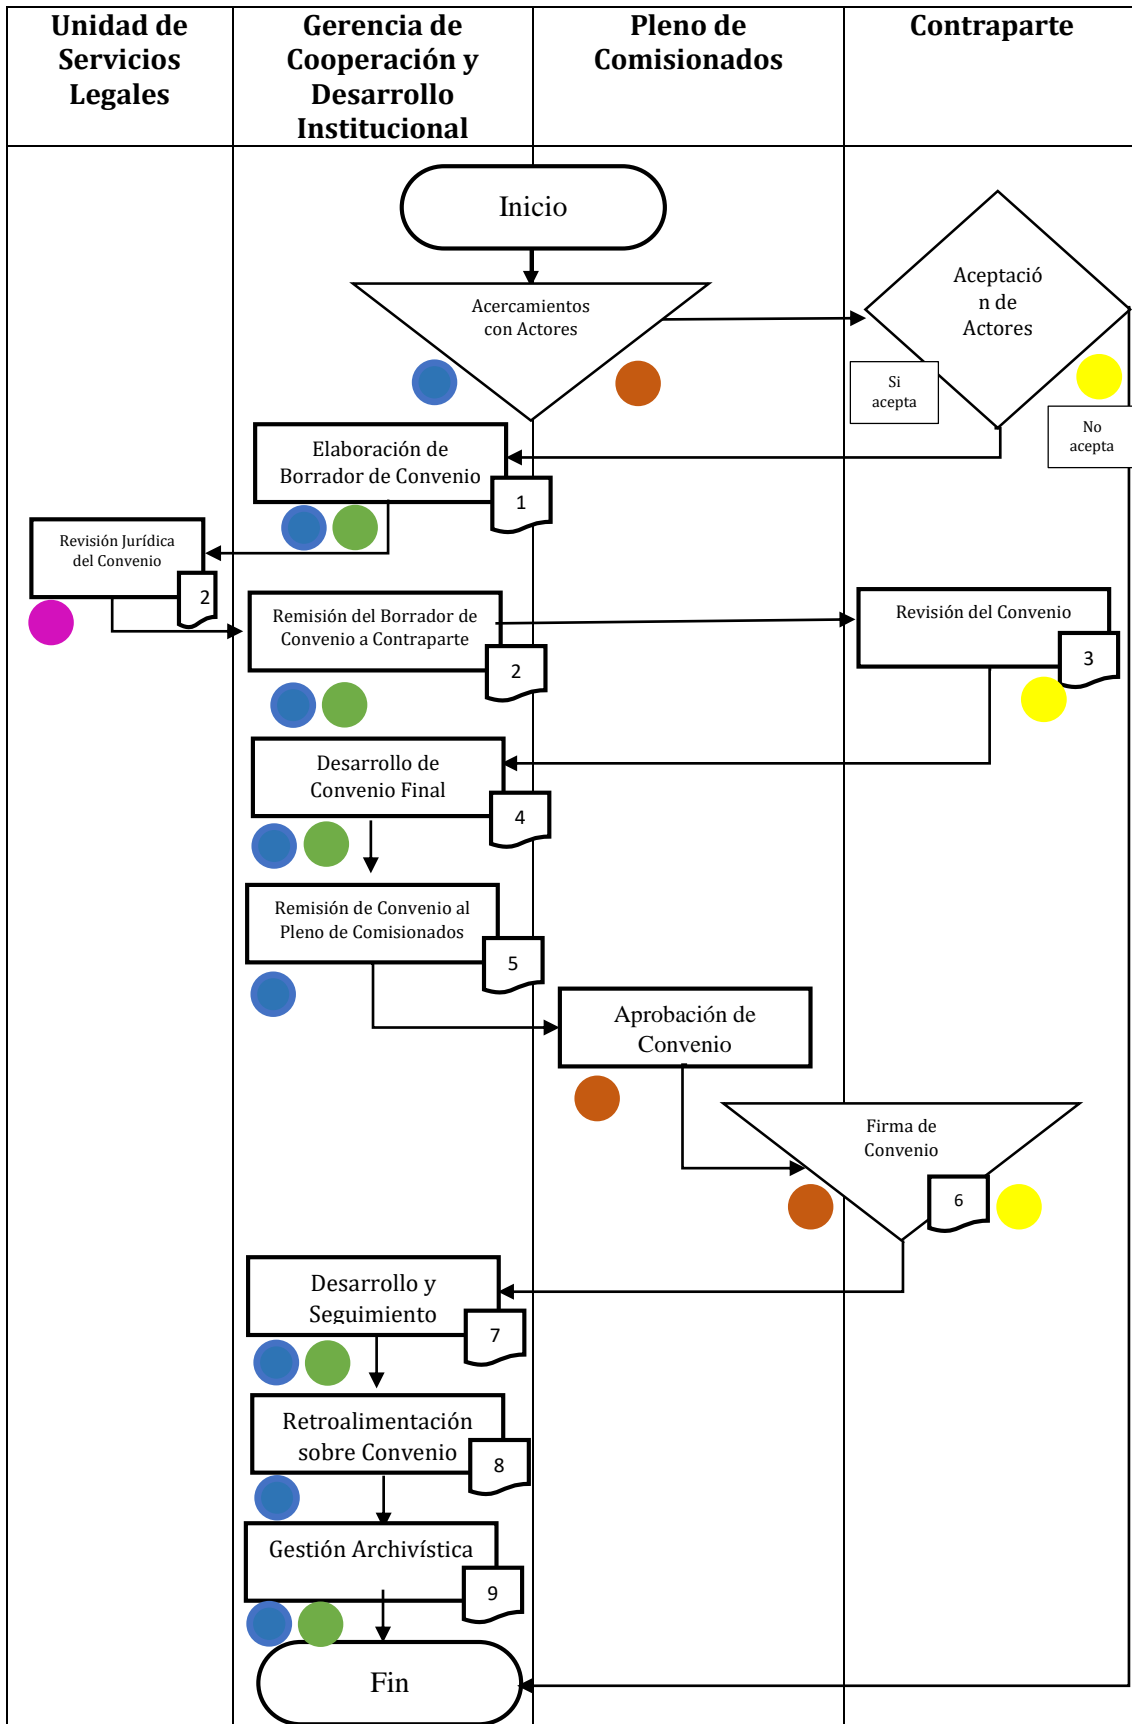 Unidad de
Servicios
Legales
Gerencia de
Cooperación y
Desarrollo
Institucional
Pleno de
Comisionados
Contraparte
Inicio
Acercamientos
con Actores
Aceptació
n de
Actores
Si
acepta
No
acepta
Elaboración de
Borrador de Convenio
1
Revisión Jurídica
del Convenio
2
Remisión del Borrador de
Convenio a Contraparte
2
Revisión del Convenio
3
Desarrollo de
Convenio Final
4
Remisión de Convenio al
Pleno de Comisionados
5
Aprobación de
Convenio
Firma de
Convenio
6
Desarrollo y
Seguimiento
7
Retroalimentación
sobre Convenio
8
Gestión Archivística
9
Fin